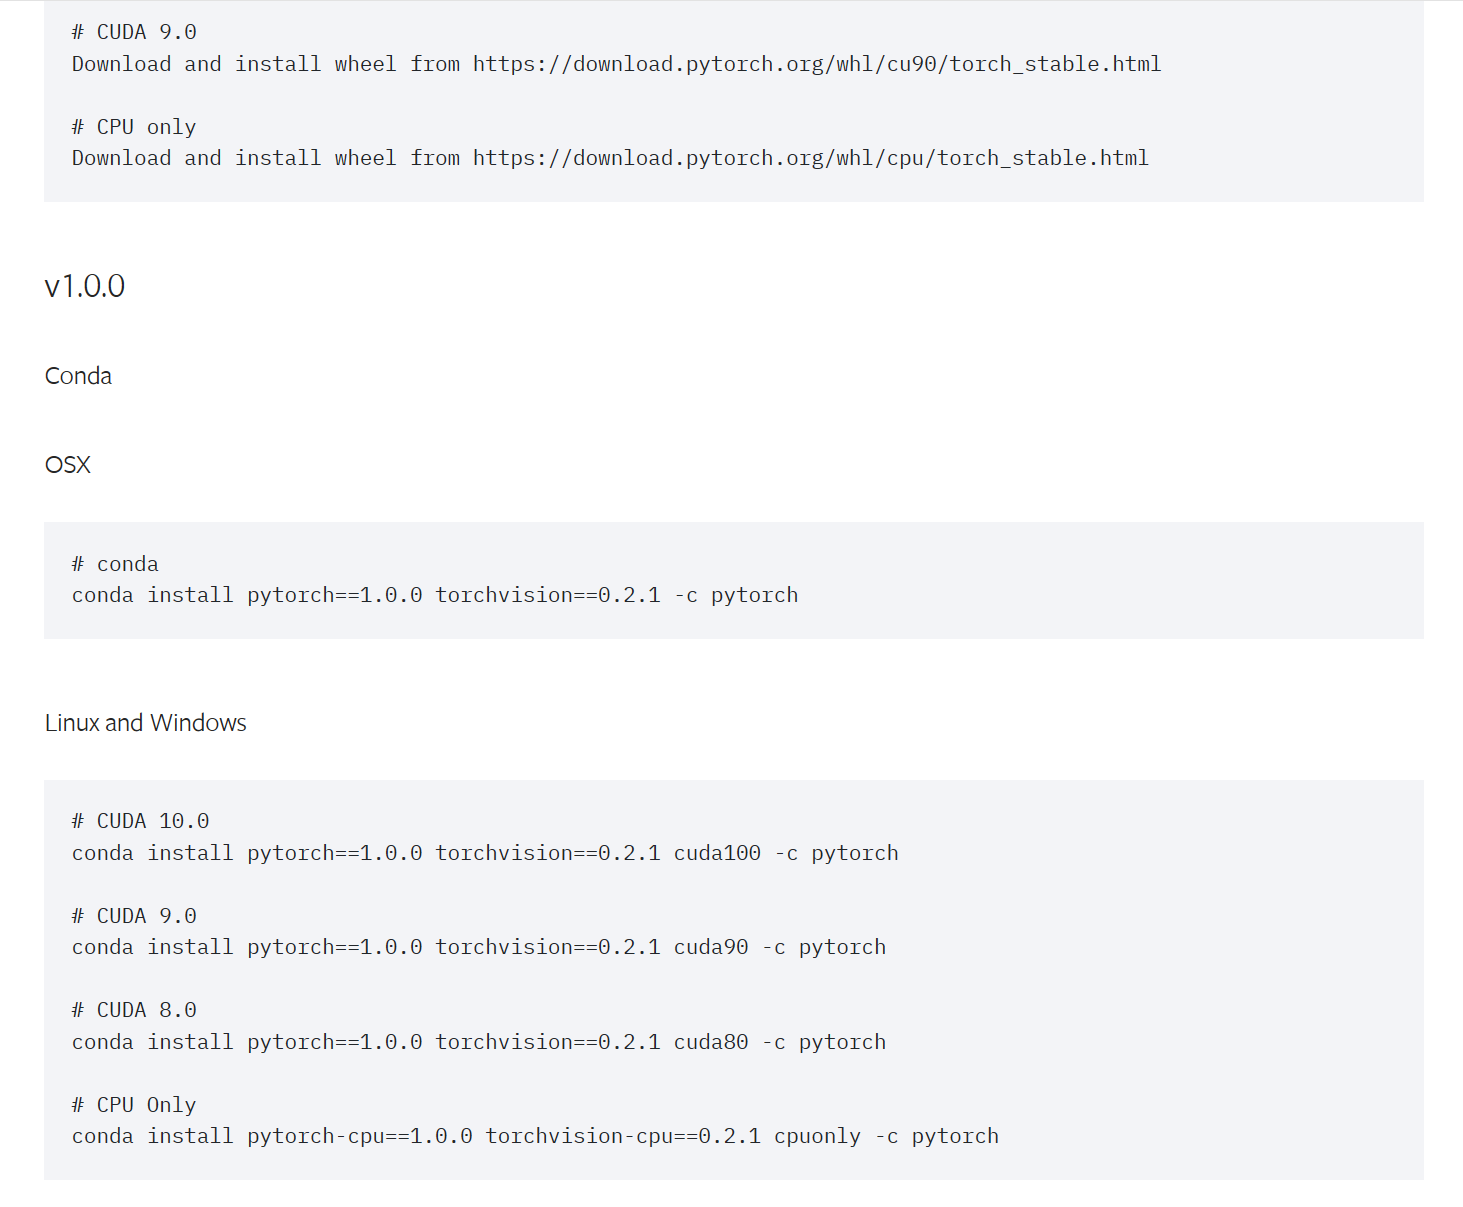 # CUDA 9.0
Download and install wheel from https://download.pytorch.org/whl/cu90/torch_stable.html
# CPU only
Download and install wheel from https://download.pytorch.org/whl/cpu/torch_stable.html
v1.0.0
Conda
OSX
# conda
conda install pytorch==1.0.0 torchvision==0.2.1 -c pytorch
Linux and Windows
# CUDA 10.0
conda install pytorch==1.0.0 torchvision==0.2.1 cuda100 -c pytorch
# CUDA 9.0
conda install pytorch==1.0.0 torchvision==0.2.1 cuda90 -c pytorch
# CUDA 8.0
conda install pytorch==1.0.0 torchvision==0.2.1 cuda80 -c pytorch
# CPU Only
conda install pytorch-cpu==1.0.0 torchvision-cpu==0.2.1 cpuonly -c pytorch